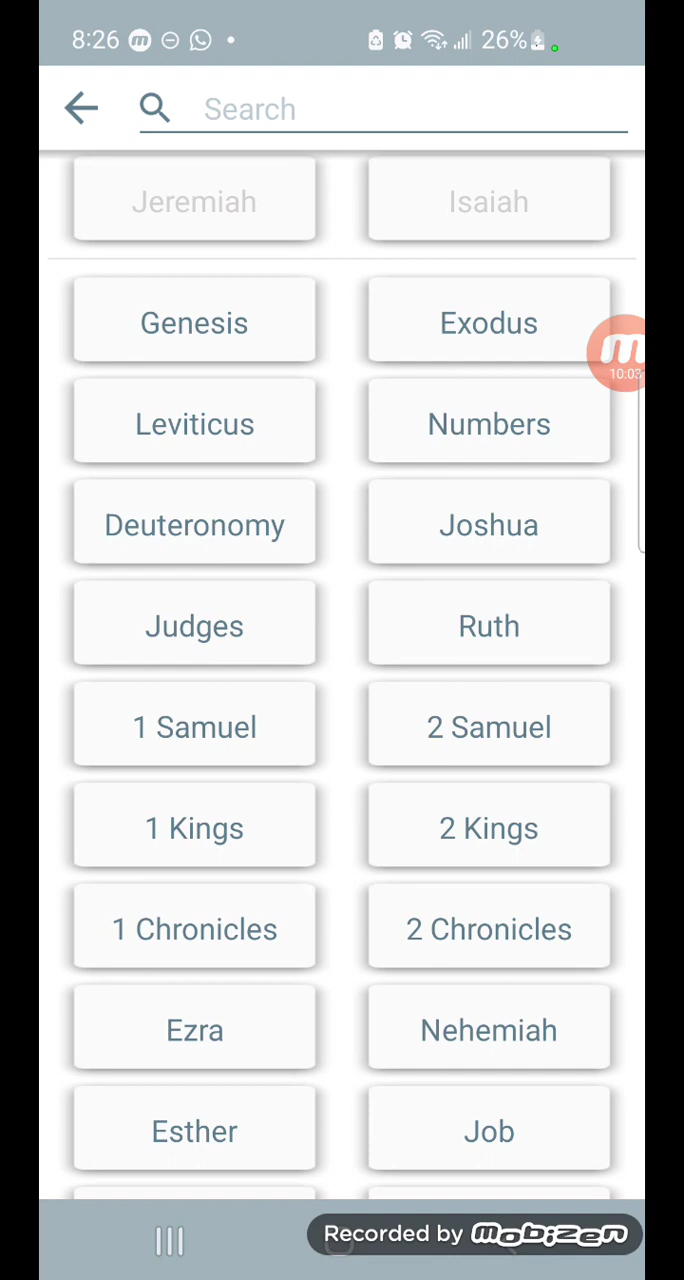 8:26 26%
Search
Jeremiah Isaiah
Genesis Exodus
10:03
Leviticus Numbers
Deuteronomy Joshua
Judges Ruth
1 Samuel 2 Samuel
1 Kings 2 Kings
1 Chronicles 2 Chronicles
Ezra Nehemiah
Esther Job
Recorded by mobizen